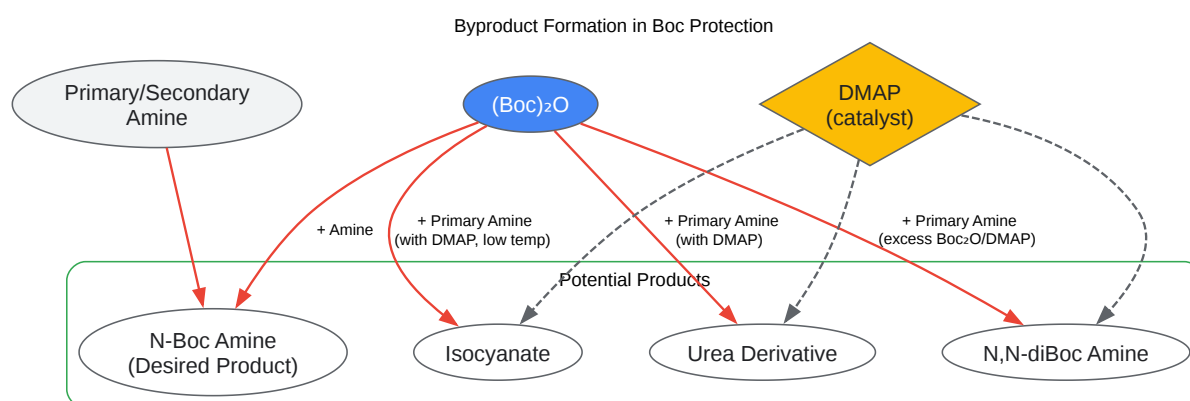 Byproduct Formation in Boc Protection
Primary/Secondary
Amine
(Boc)₂O
DMAP
(catalyst)
+ Amine
+ Primary Amine
(with DMAP, low temp)
+ Primary Amine
(with DMAP)
+ Primary Amine
(excess Boc₂O/DMAP)
Potential Products
N-Boc Amine
(Desired Product)
Isocyanate
Urea Derivative
N,N-diBoc Amine